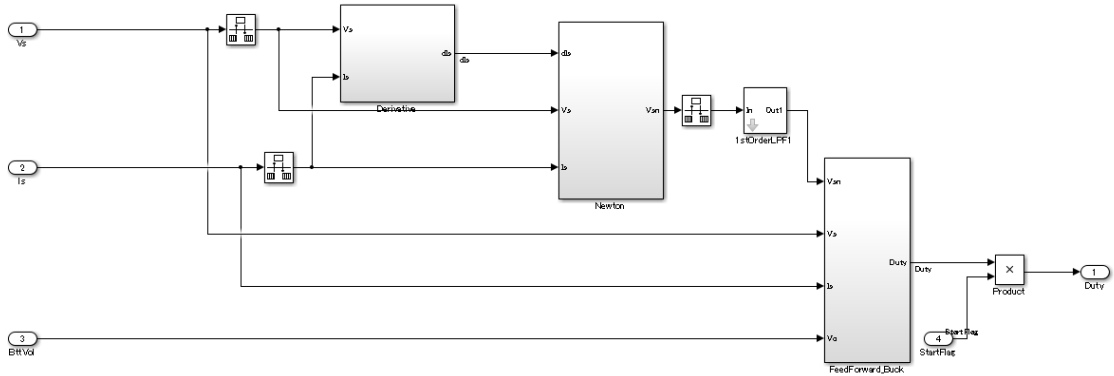 1
Vs
2
Is
3
BttVol
Vs
Is
dIs
dIs
Derivative
dIs
Vs
Is
Vsn
Newton
In
Out1
1stOrderLPF1
Vsn
Vs
Is
Vo
Duty
Duty
FeedForward_Buck
×
Product
StartFlag
4
StartFlag
1
Duty